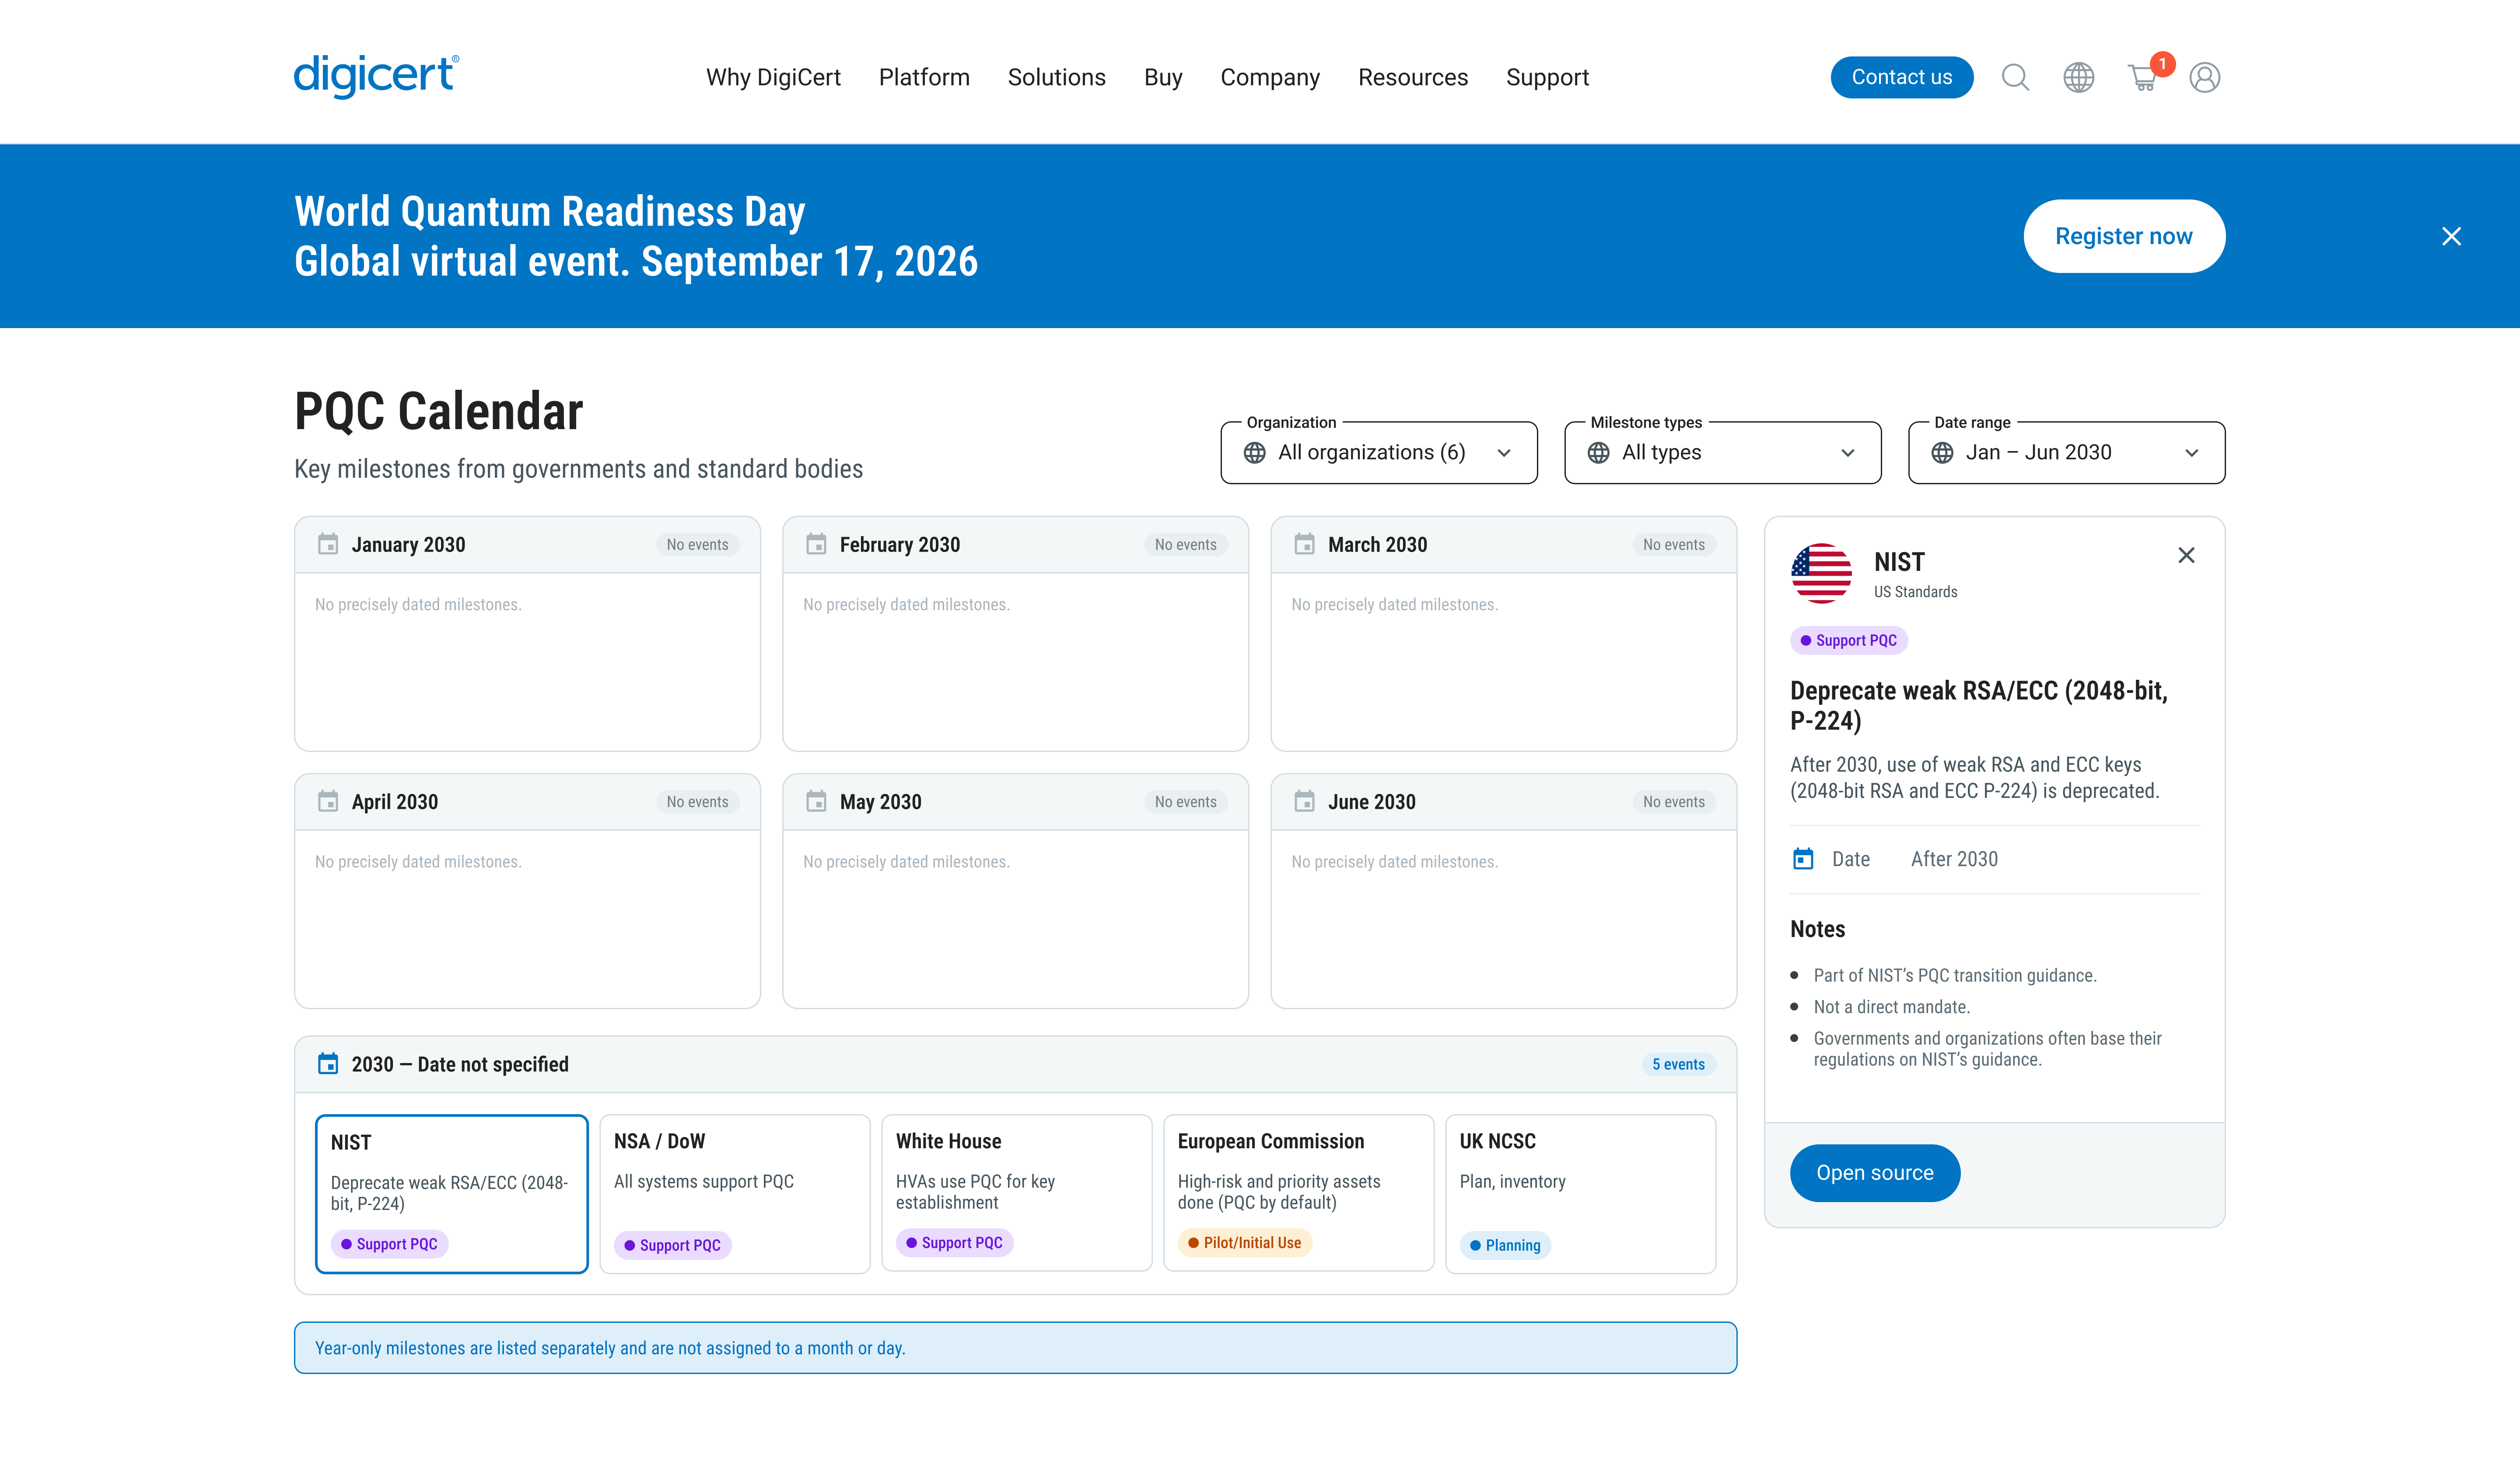 digicert®
Why DigiCert
Platform
Solutions
Buy
Company
Resources
Support
Contact us
1
World Quantum Readiness Day
Global virtual event. September 17, 2026
Register now
PQC Calendar
Key milestones from governments and standard bodies
Organization
All organizations (6)
Milestone types
All types
Date range
Jan – Jun 2030
January 2030
No events
No precisely dated milestones.
February 2030
No events
No precisely dated milestones.
March 2030
No events
No precisely dated milestones.
April 2030
No events
No precisely dated milestones.
May 2030
No events
No precisely dated milestones.
June 2030
No events
No precisely dated milestones.
2030 – Date not specified
5 events
NIST
Deprecate weak RSA/ECC (2048-
bit, P-224)
Support PQC
NSA / DoW
All systems support PQC
Support PQC
White House
HVAs use PQC for key
establishment
Support PQC
European Commission
High-risk and priority assets
done (PQC by default)
Pilot/Initial Use
UK NCSC
Plan, inventory
Planning
Year-only milestones are listed separately and are not assigned to a month or day.
NIST
US Standards
Support PQC
Deprecate weak RSA/ECC (2048-bit,
P-224)
After 2030, use of weak RSA and ECC keys
(2048-bit RSA and ECC P-224) is deprecated.
Date
After 2030
Notes
Part of NIST’s PQC transition guidance.
Not a direct mandate.
Governments and organizations often base their
regulations on NIST’s guidance.
Open source